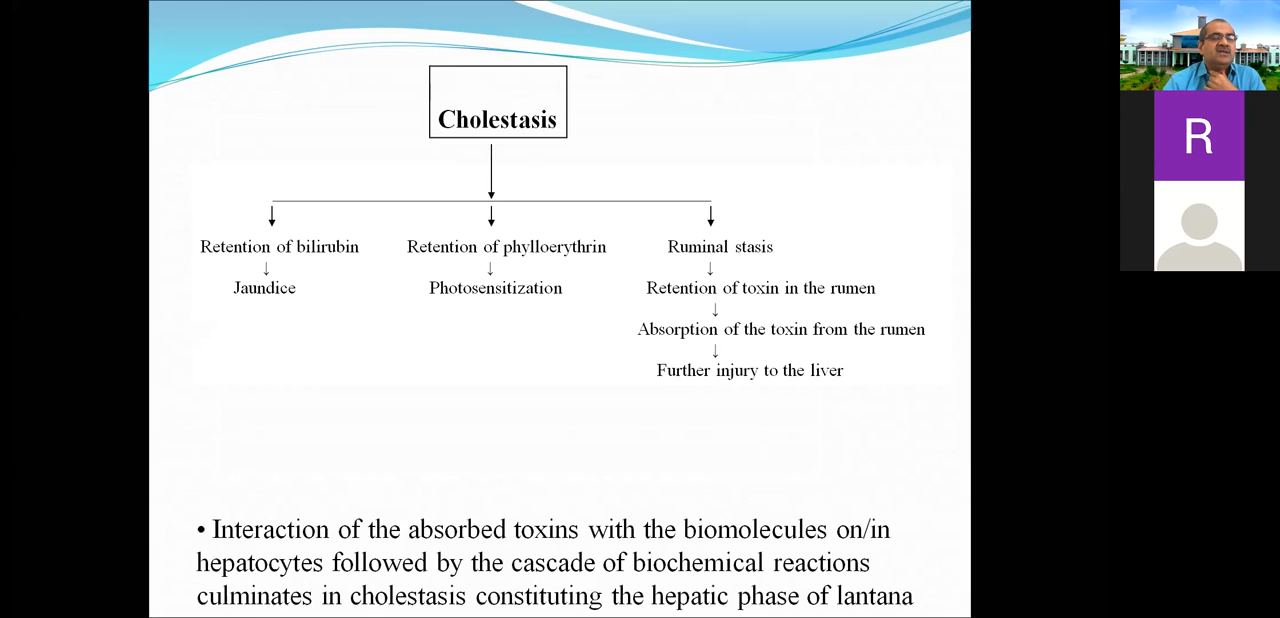 Cholestasis
Retention of bilirubin
↓
Jaundice
Retention of phylloerythrin
↓
Photosensitization
Ruminal stasis
↓
Retention of toxin in the rumen
↓
Absorption of the toxin from the rumen
↓
Further injury to the liver
• Interaction of the absorbed toxins with the biomolecules on/in
hepatocytes followed by the cascade of biochemical reactions
culminates in cholestasis constituting the hepatic phase of lantana
R